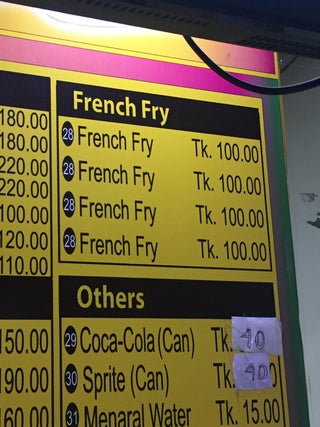 French Fry
180.00
28 French Fry Tk. 100.00
180.00
28 French Fry Tk. 100.00
220.00
220.00
28 French Fry Tk. 100.00
100.00
28 French Fry Tk. 100.00
120.00
110.00
Others
150.00
29 Coca-Cola (Can) Tk. 40
190.00
30 Sprite (Can) Tk. 40
160.00
31 Menaral Water Tk. 15.00